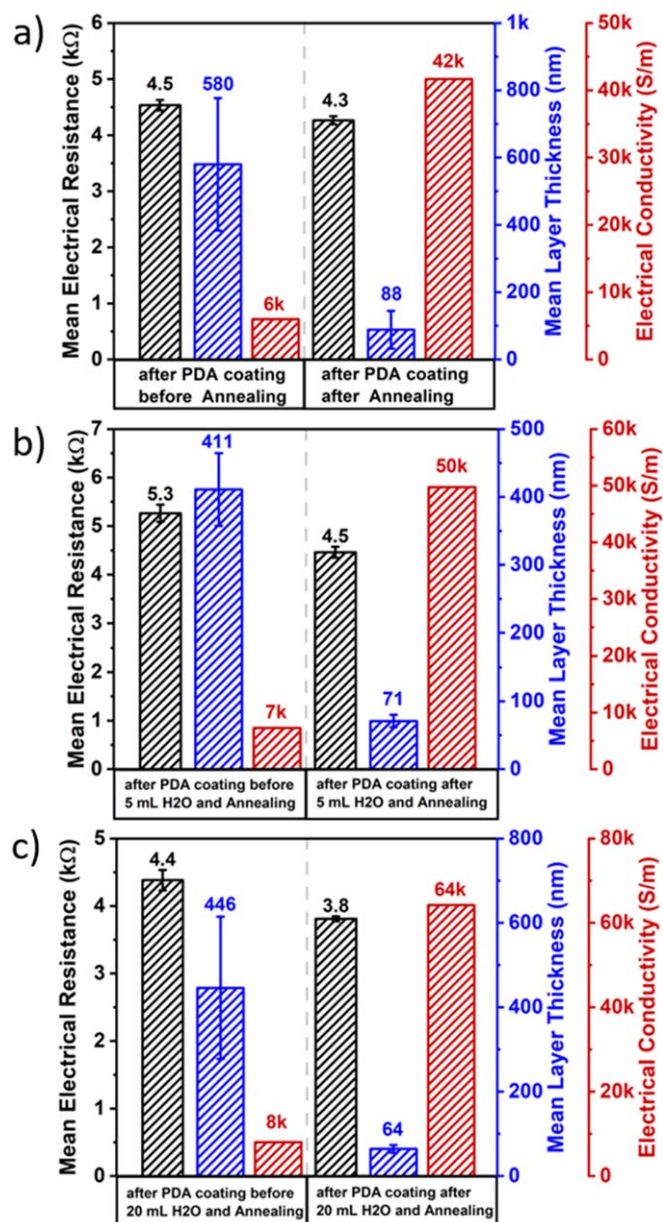 a)
Mean Electrical Resistance (kΩ)
6
5
4
3
2
1
0
4.5
580
6k
4.3
88
42k
1k
800
600
400
200
0
Mean Layer Thickness (nm)
50k
40k
30k
20k
10k
0
Electrical Conductivity (S/m)
after PDA coating
before Annealing
after PDA coating
after Annealing
b)
Mean Electrical Resistance (kΩ)
7
6
5
4
3
2
1
0
5.3
411
7k
4.5
71
50k
500
400
300
200
100
0
Mean Layer Thickness (nm)
60k
50k
40k
30k
20k
10k
0
Electrical Conductivity (S/m)
after PDA coating before
5 mL H2O and Annealing
after PDA coating after
5 mL H2O and Annealing
c)
Mean Electrical Resistance (kΩ)
5
4
3
2
1
0
4.4
446
8k
3.8
64
64k
800
600
400
200
0
Mean Layer Thickness (nm)
80k
60k
40k
20k
0
Electrical Conductivity (S/m)
after PDA coating before
20 mL H2O and Annealing
after PDA coating after
20 mL H2O and Annealing